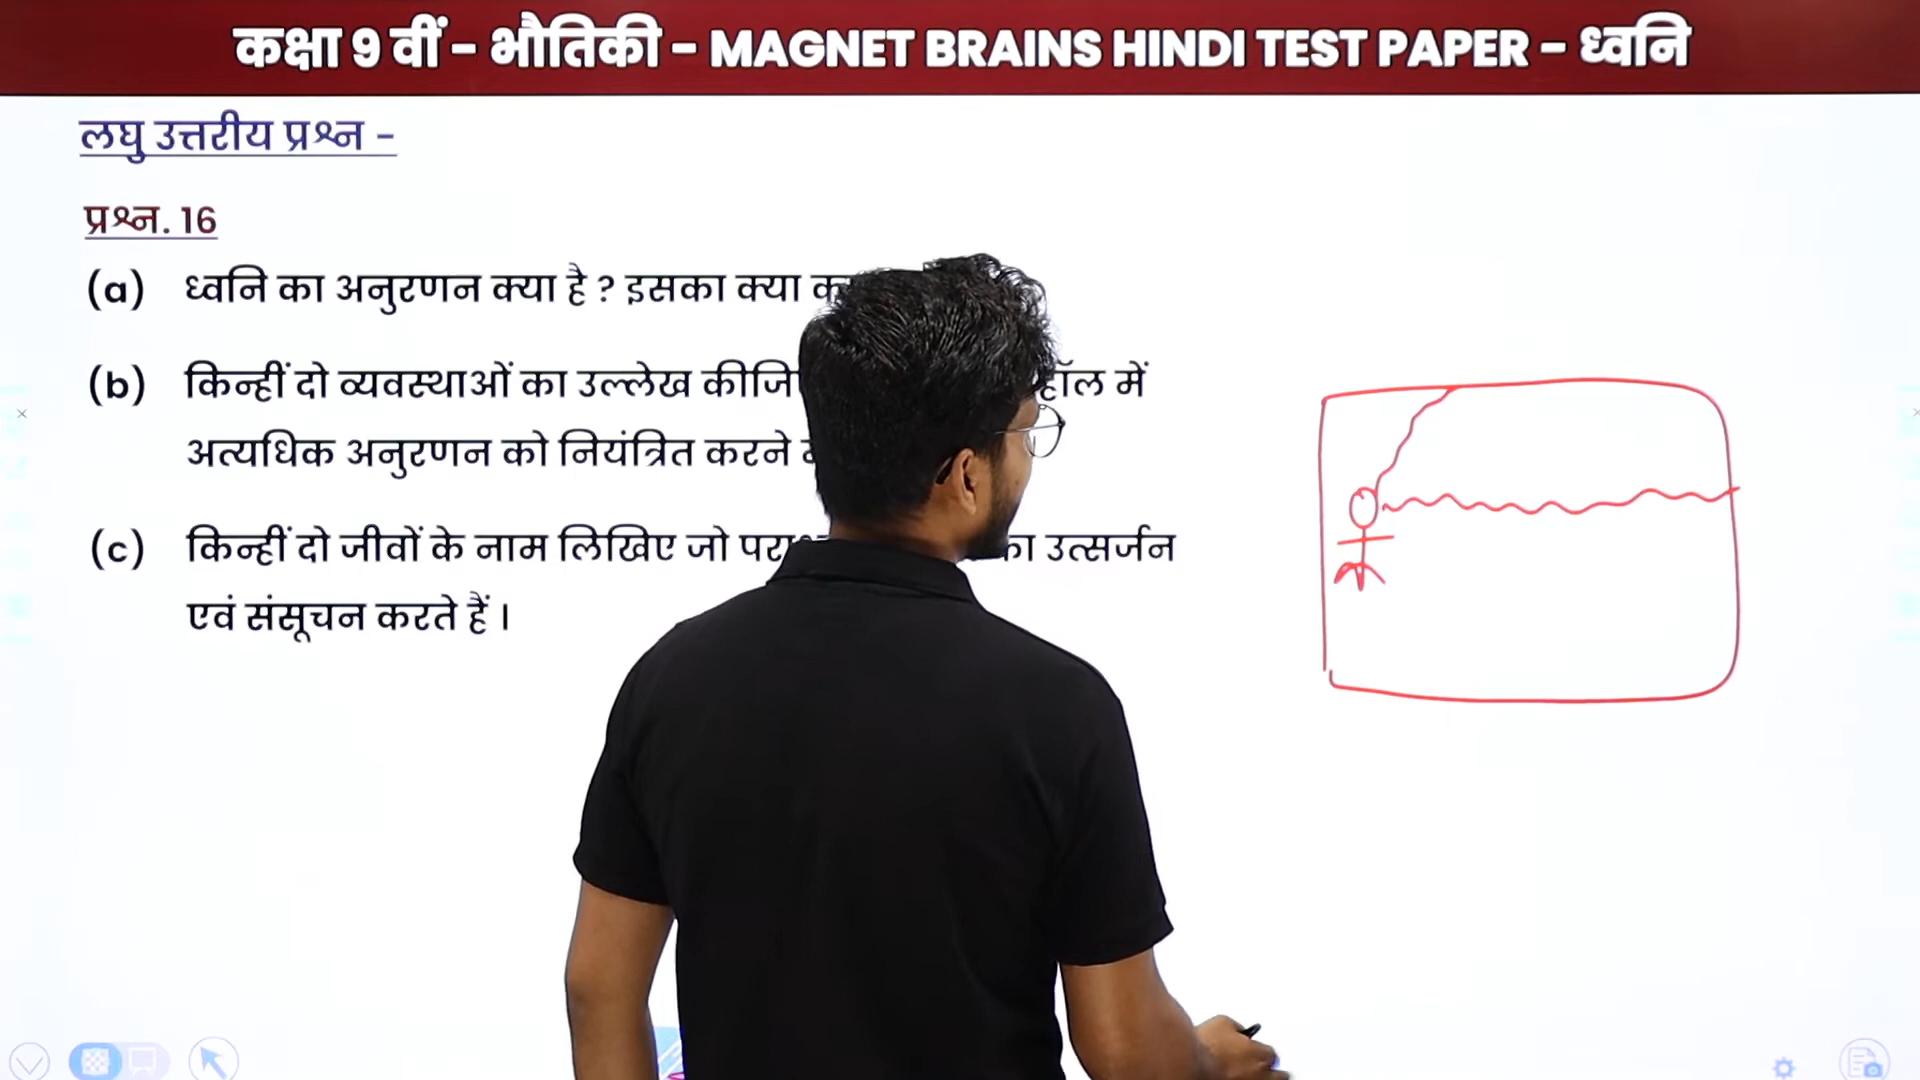 कक्षा 9 वीं – भौतिकी – MAGNET BRAINS HINDI TEST PAPER – ध्वनि
लघु उत्तरीय प्रश्न –
प्रश्न. 16
(a) ध्वनि का अनुरणन क्या है ? इसका क्या
(b) किन्हीं दो व्यवस्थाओं का उल्लेख हॉल में
अत्यधिक अनुरणन को नियंत्रित करने
(c) किन्हीं दो जीवों के नाम लिखिए जो का उत्सर्जन
एवं संसूचन करते हैं ।